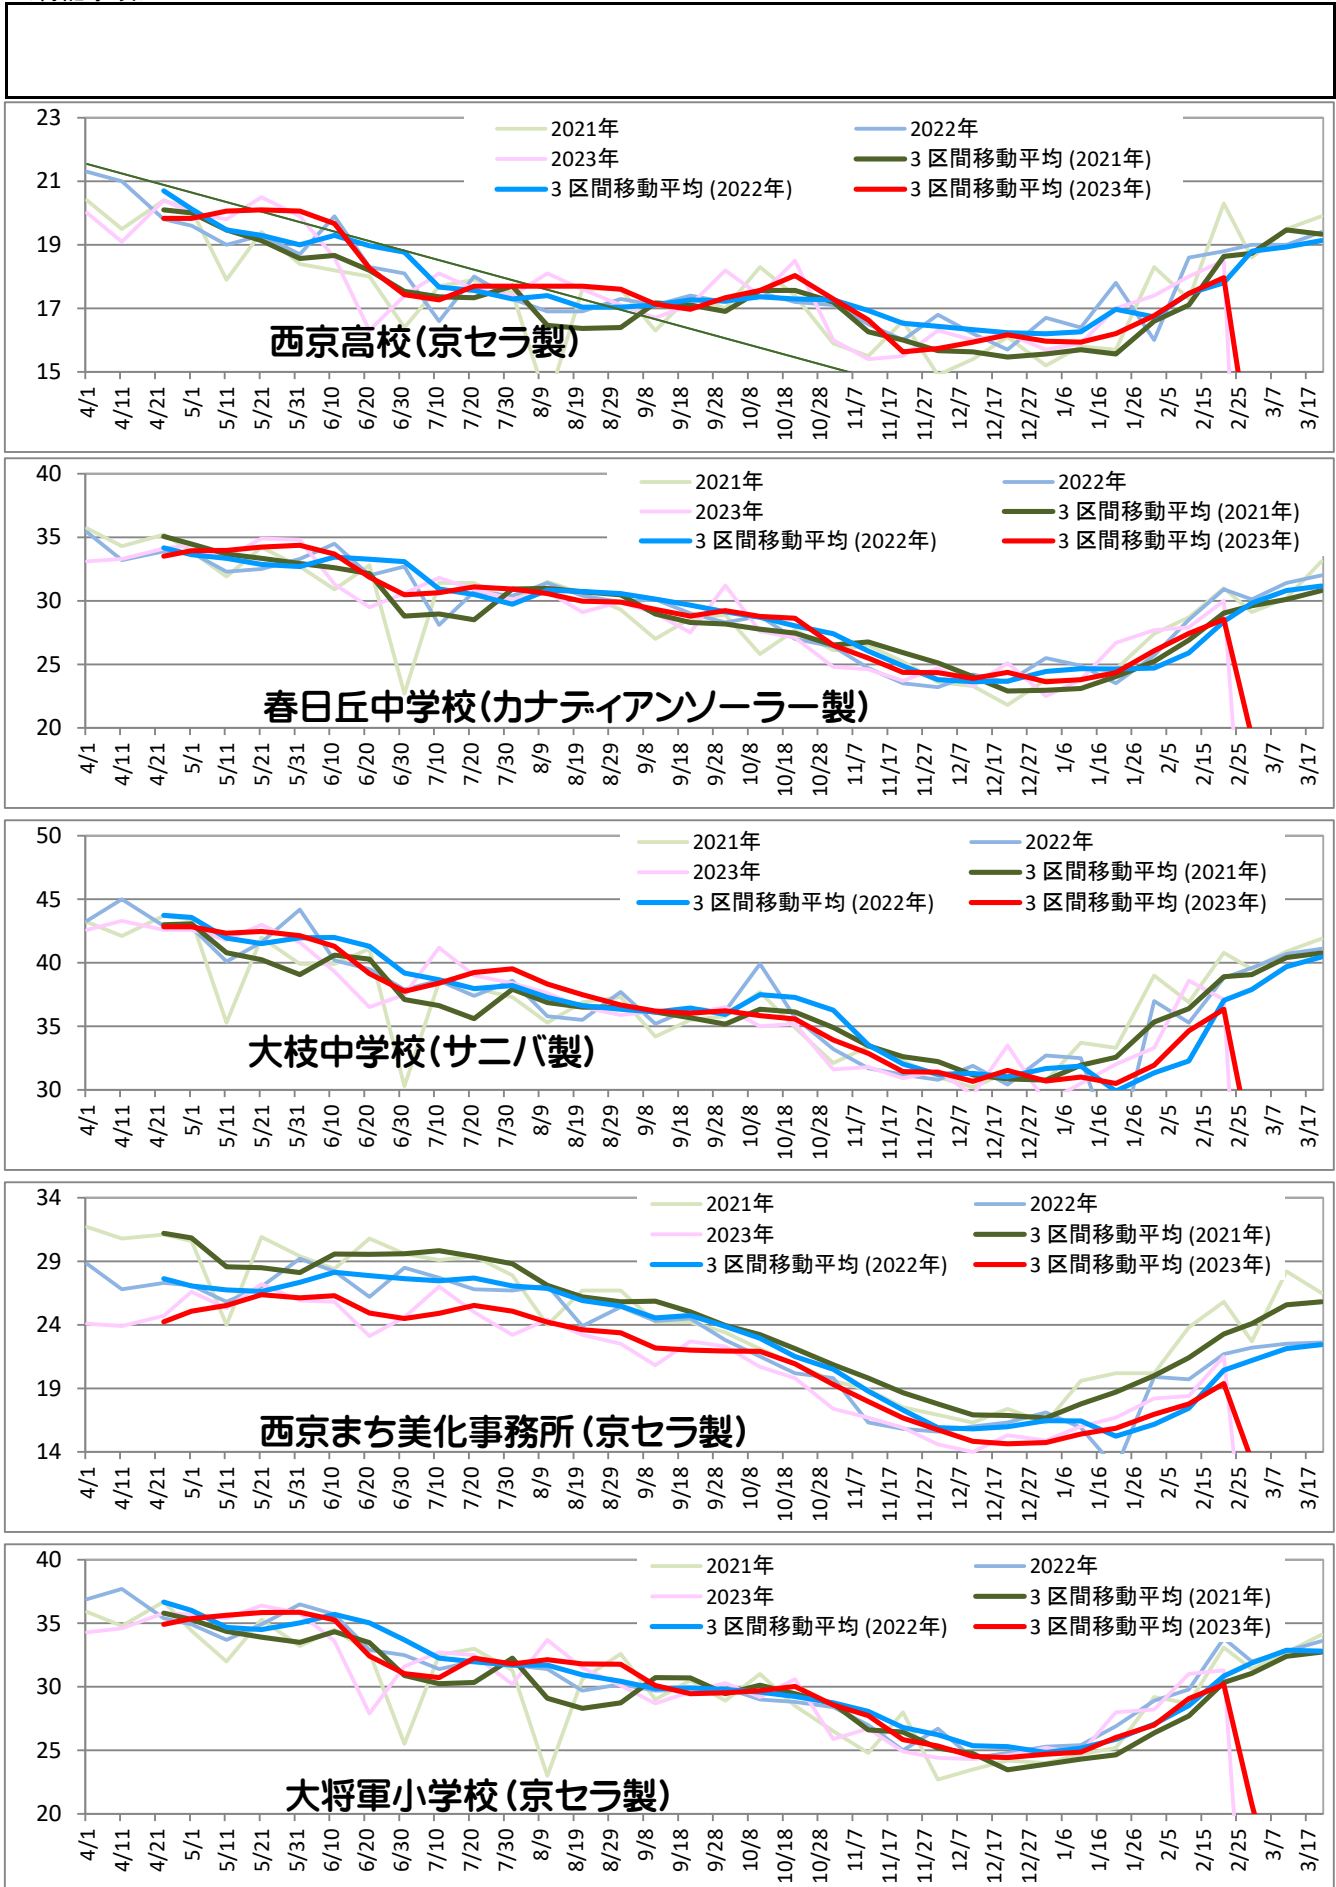 23
21
19
17
15
2021年
2022年
2023年
3 区間移動平均 (2021年)
3 区間移動平均 (2022年)
3 区間移動平均 (2023年)
西京高校(京セラ製)
4/1 4/11 4/21 5/1 5/11 5/21 5/31 6/10 6/20 6/30 7/10 7/20 7/30 8/9 8/19 8/29 9/8 9/18 9/28 10/8 10/18 10/28 11/7 11/17 11/27 12/7 12/17 12/27 1/6 1/16 1/26 2/5 2/15 2/25 3/7 3/17
40
35
30
25
20
2021年
2022年
2023年
3 区間移動平均 (2021年)
3 区間移動平均 (2022年)
3 区間移動平均 (2023年)
春日丘中学校(カナディアンソーラー製)
4/1 4/11 4/21 5/1 5/11 5/21 5/31 6/10 6/20 6/30 7/10 7/20 7/30 8/9 8/19 8/29 9/8 9/18 9/28 10/8 10/18 10/28 11/7 11/17 11/27 12/7 12/17 12/27 1/6 1/16 1/26 2/5 2/15 2/25 3/7 3/17
50
45
40
35
30
2021年
2022年
2023年
3 区間移動平均 (2021年)
3 区間移動平均 (2022年)
3 区間移動平均 (2023年)
大枝中学校(サニバ製)
4/1 4/11 4/21 5/1 5/11 5/21 5/31 6/10 6/20 6/30 7/10 7/20 7/30 8/9 8/19 8/29 9/8 9/18 9/28 10/8 10/18 10/28 11/7 11/17 11/27 12/7 12/17 12/27 1/6 1/16 1/26 2/5 2/15 2/25 3/7 3/17
34
29
24
19
14
2021年
2022年
2023年
3 区間移動平均 (2021年)
3 区間移動平均 (2022年)
3 区間移動平均 (2023年)
西京まち美化事務所(京セラ製)
4/1 4/11 4/21 5/1 5/11 5/21 5/31 6/10 6/20 6/30 7/10 7/20 7/30 8/9 8/19 8/29 9/8 9/18 9/28 10/8 10/18 10/28 11/7 11/17 11/27 12/7 12/17 12/27 1/6 1/16 1/26 2/5 2/15 2/25 3/7 3/17
40
35
30
25
20
2021年
2022年
2023年
3 区間移動平均 (2021年)
3 区間移動平均 (2022年)
3 区間移動平均 (2023年)
大将軍小学校(京セラ製)
4/1 4/11 4/21 5/1 5/11 5/21 5/31 6/10 6/20 6/30 7/10 7/20 7/30 8/9 8/19 8/29 9/8 9/18 9/28 10/8 10/18 10/28 11/7 11/17 11/27 12/7 12/17 12/27 1/6 1/16 1/26 2/5 2/15 2/25 3/7 3/17